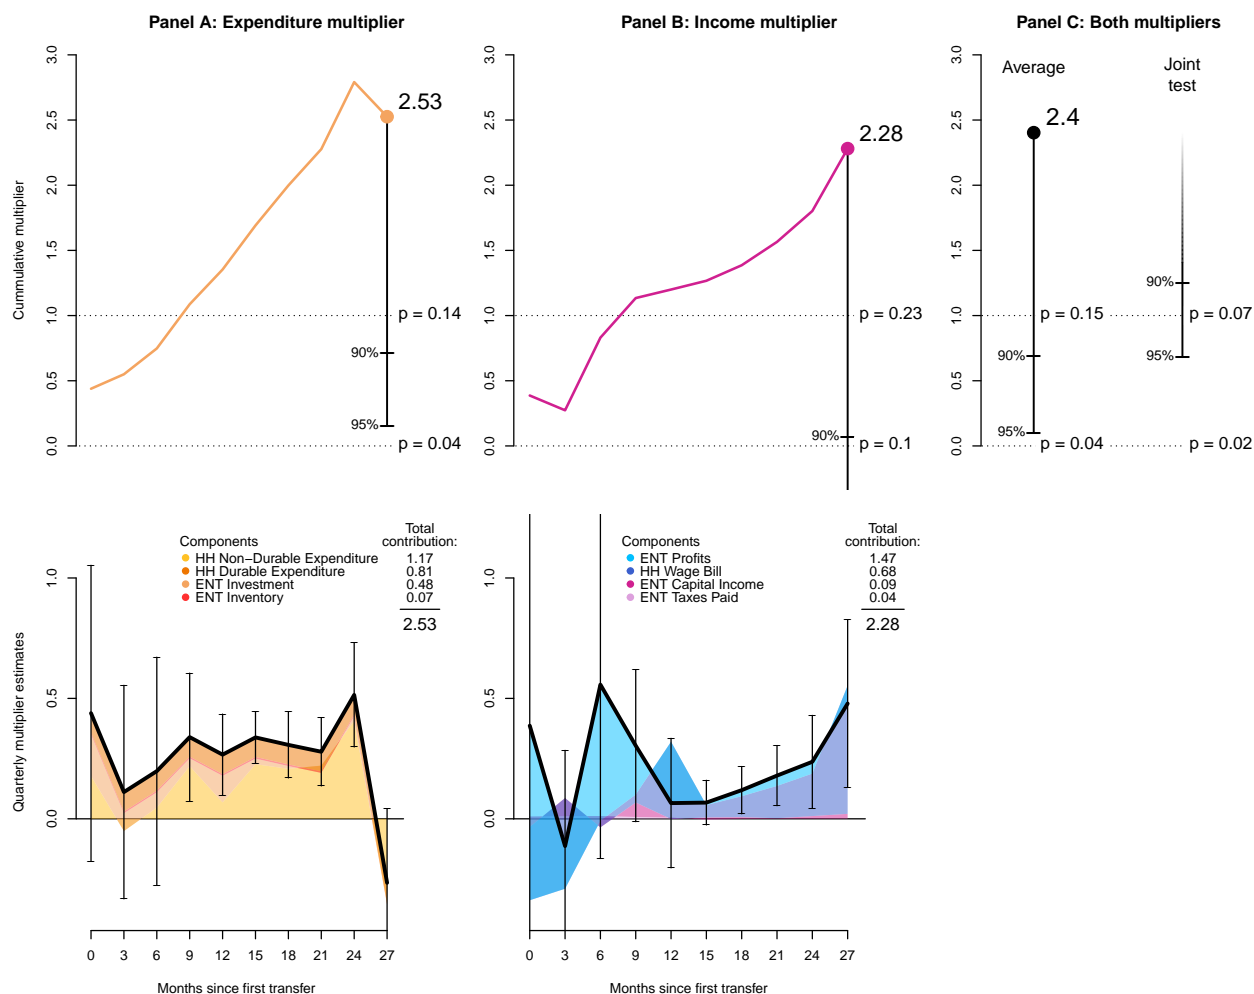 Panel A: Expenditure multiplier
Panel B: Income multiplier
Panel C: Both multipliers
Cummulative multiplier
3.0
2.5
2.0
1.5
1.0
0.5
0.0
2.53
p = 0.14
90%
95%
p = 0.04
3.0
2.5
2.0
1.5
1.0
0.5
0.0
2.28
p = 0.23
90%
p = 0.1
3.0
2.5
2.0
1.5
1.0
0.5
0.0
Average
Joint
test
2.4
90%
p = 0.15
p = 0.07
90%
95%
95%
p = 0.04
p = 0.02
Quarterly multiplier estimates
1.0
0.5
0.0
Total
Components contribution:
HH Non−Durable Expenditure 1.17
HH Durable Expenditure 0.81
ENT Investment 0.48
ENT Inventory 0.07
2.53
0 3 6 9 12 15 18 21 24 27
Months since first transfer
1.0
0.5
0.0
Total
Components contribution:
ENT Profits 1.47
HH Wage Bill 0.68
ENT Capital Income 0.09
ENT Taxes Paid 0.04
2.28
0 3 6 9 12 15 18 21 24 27
Months since first transfer